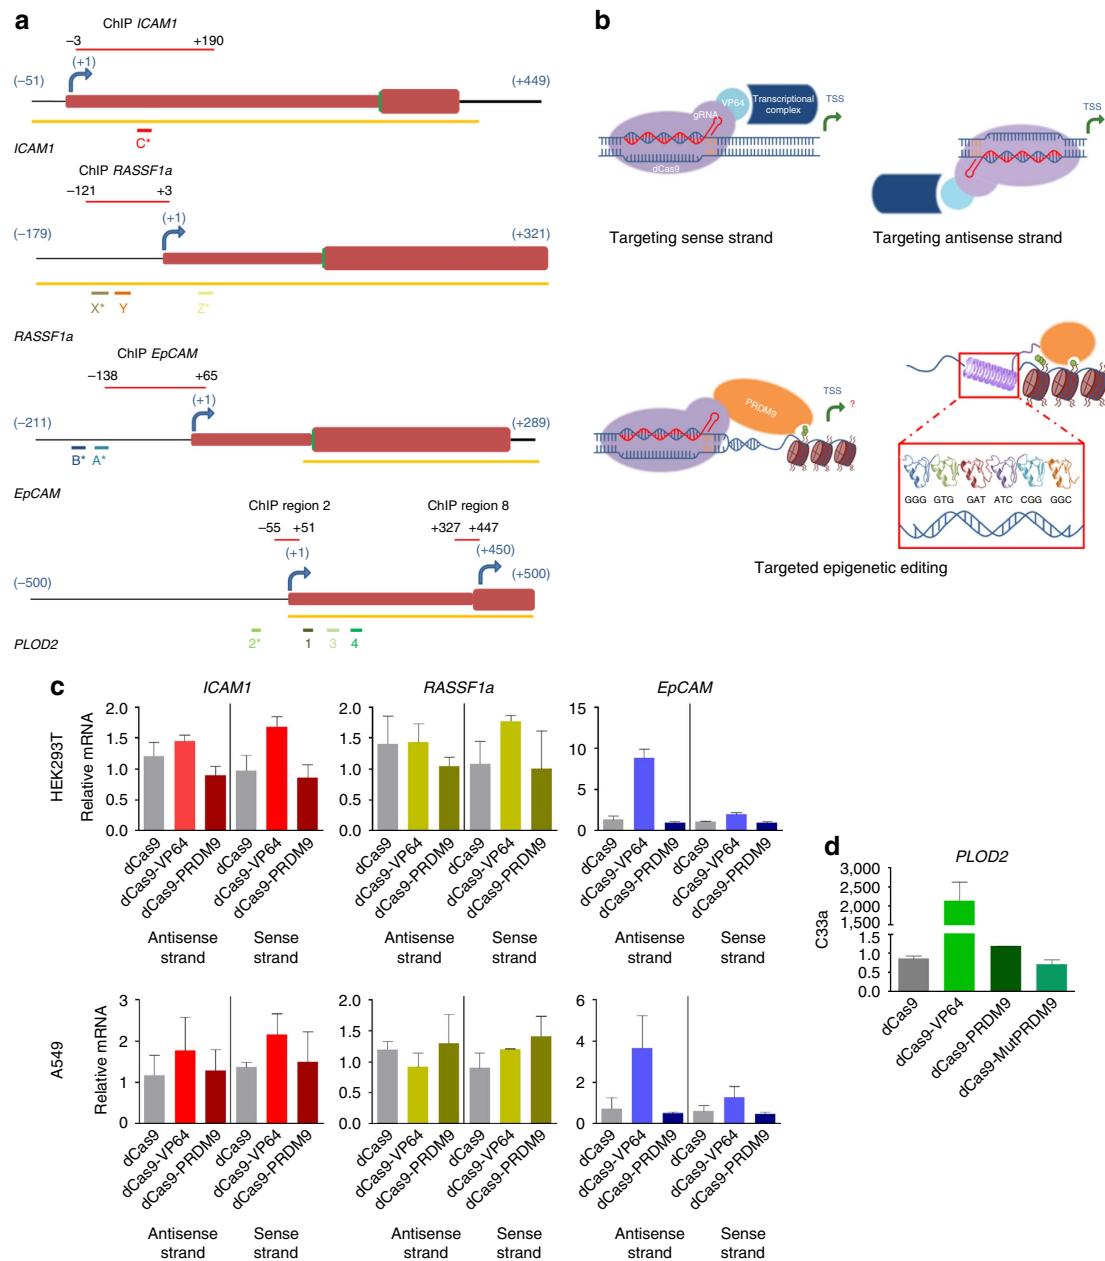 a
ChIP ICAM1
−3
+190
(+1)
(−51)
(+449)
C*
ICAM1
ChIP RASSF1a
−121
+3
(+1)
(−179)
(+321)
X*
Y
Z*
RASSF1a
ChIP EpCAM
−138
+65
(+1)
(−211)
(+289)
B*
A*
EpCAM
ChIP region 2
ChIP region 8
−55
+51
+327
+447
(+1)
(+450)
(−500)
(+500)
2*
1
3
4
PLOD2
b
VP64
Transcriptional complex
gRNA
dCas9
TSS
Targeting sense strand
TSS
Targeting antisense strand
PRDM9
TSS
?
GGG GTG GAT ATC CGG GGC
Targeted epigenetic editing
c
ICAM1
RASSF1a
EpCAM
HEK293T
Relative mRNA
2.0
1.5
1.0
0.5
0.0
dCas9
dCas9-VP64
dCas9-PRDM9
dCas9
dCas9-VP64
dCas9-PRDM9
Antisense strand
Sense strand
2.0
1.5
1.0
0.5
0.0
dCas9
dCas9-VP64
dCas9-PRDM9
dCas9
dCas9-VP64
dCas9-PRDM9
Antisense strand
Sense strand
15
10
5
0
dCas9
dCas9-VP64
dCas9-PRDM9
dCas9
dCas9-VP64
dCas9-PRDM9
Antisense strand
Sense strand
A549
Relative mRNA
3
2
1
0
dCas9
dCas9-VP64
dCas9-PRDM9
dCas9
dCas9-VP64
dCas9-PRDM9
Antisense strand
Sense strand
2.0
1.5
1.0
0.5
0.0
dCas9
dCas9-VP64
dCas9-PRDM9
dCas9
dCas9-VP64
dCas9-PRDM9
Antisense strand
Sense strand
6
4
2
0
dCas9
dCas9-VP64
dCas9-PRDM9
dCas9
dCas9-VP64
dCas9-PRDM9
Antisense strand
Sense strand
d
PLOD2
C33a
3,000
2,000
1,500
1.5
1.0
0.5
0.0
dCas9
dCas9-VP64
dCas9-PRDM9
dCas9-MutPRDM9